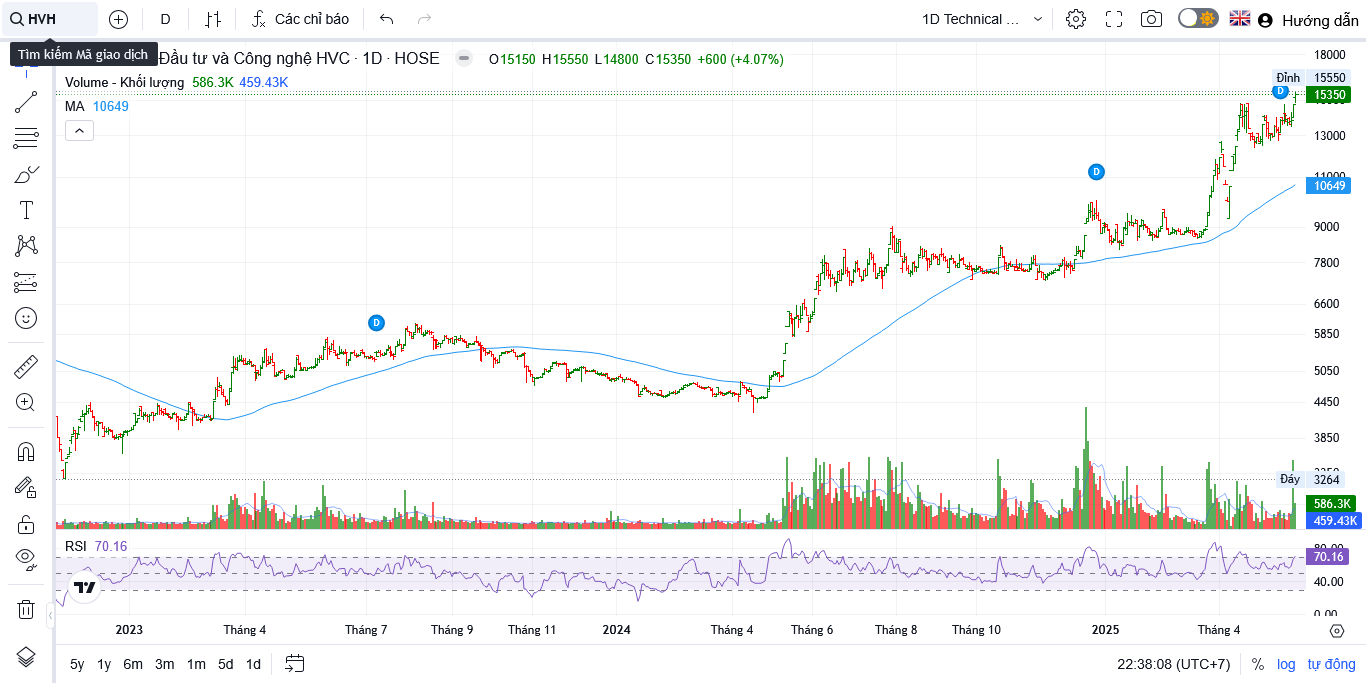 HVH
D
Các chỉ báo
1D Technical ...
Hướng dẫn
Tìm kiếm Mã giao dịch
Đầu tư và Công nghệ HVC · 1D · HOSE
O15150 H15550 L14800 C15350 +600 (+4.07%)
Volume - Khối lượng 586.3K 459.43K
MA 10649
18000
Đỉnh 15550
15350
13000
11000
10649
9000
7800
6600
5850
5050
4450
3850
Đáy 3264
586.3K
459.43K
D
D
D
RSI 70.16
80.00
70.16
40.00
0.00
2023 Tháng 4 Tháng 7 Tháng 9 Tháng 11 2024 Tháng 4 Tháng 6 Tháng 8 Tháng 10 2025 Tháng 4
5y 1y 6m 3m 1m 5d 1d
22:38:08 (UTC+7) % log tự động